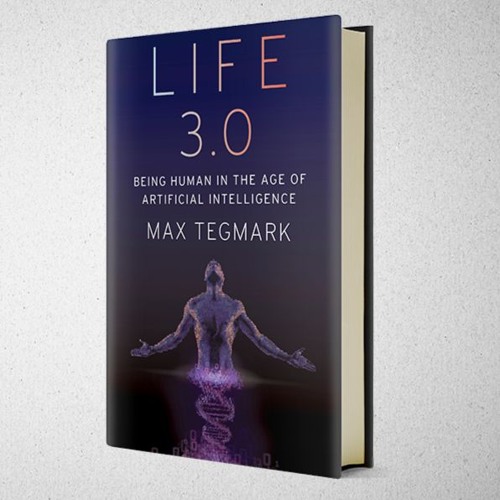 LIFE
3.0
BEING HUMAN IN THE AGE OF
ARTIFICIAL INTELLIGENCE
MAX TEGMARK